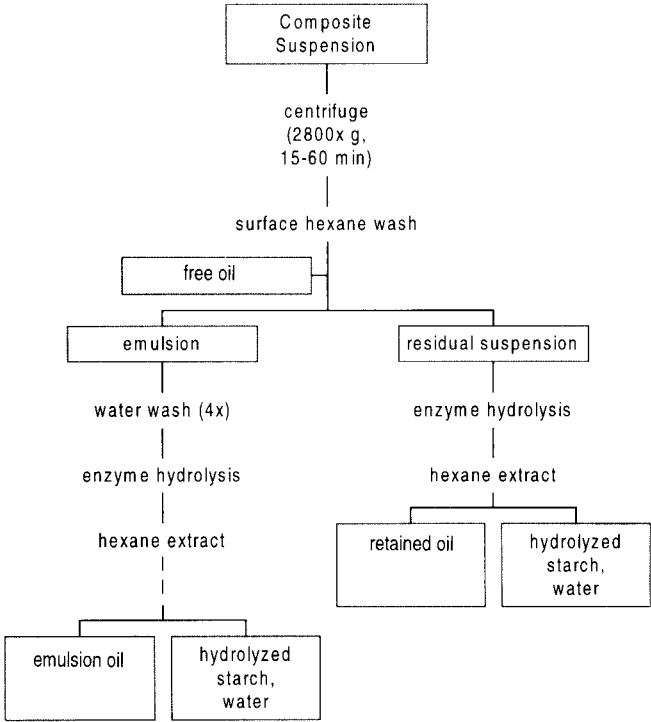 Composite
Suspension
centrifuge
(2800x g,
15-60 min)
surface hexane wash
free oil
emulsion
residual suspension
water wash (4x)
enzyme hydrolysis
enzyme hydrolysis
hexane extract
hexane extract
retained oil
hydrolyzed
starch,
water
emulsion oil
hydrolyzed
starch,
water